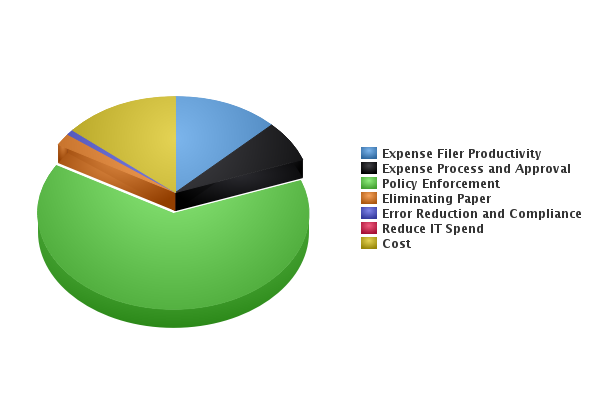 Expense Filer Productivity
Expense Process and Approval
Policy Enforcement
Eliminating Paper
Error Reduction and Compliance
Reduce IT Spend
Cost